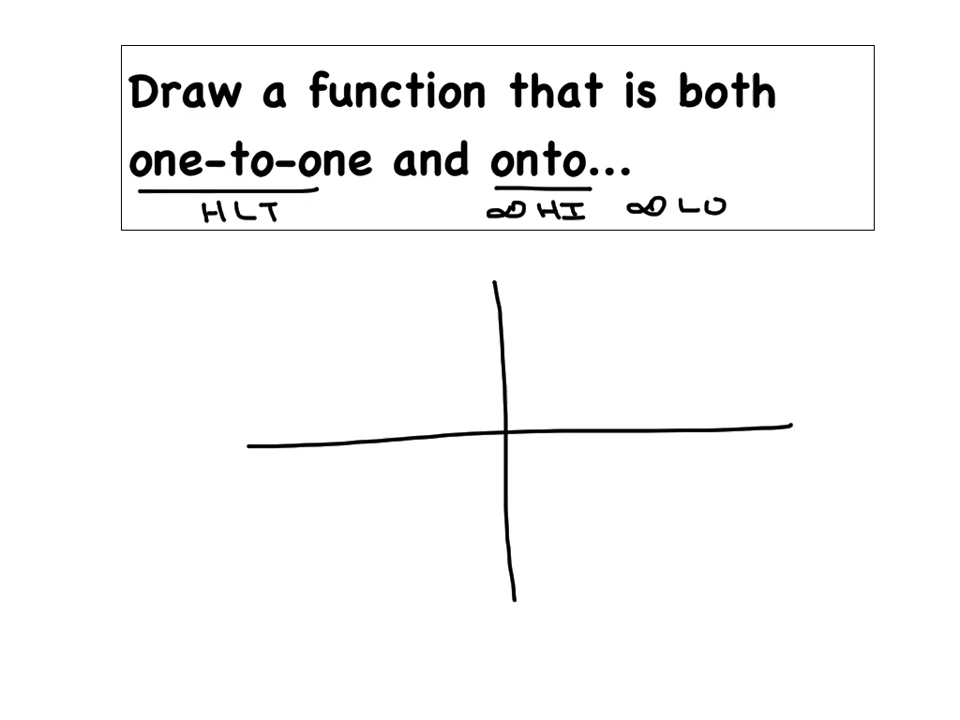 Draw a function that is both
one-to-one and onto...
HLT ∞ HI ∞ LO